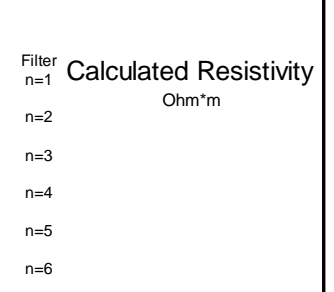 Filter
n=1
Calculated Resistivity
Ohm*m
n=2
n=3
n=4
n=5
n=6